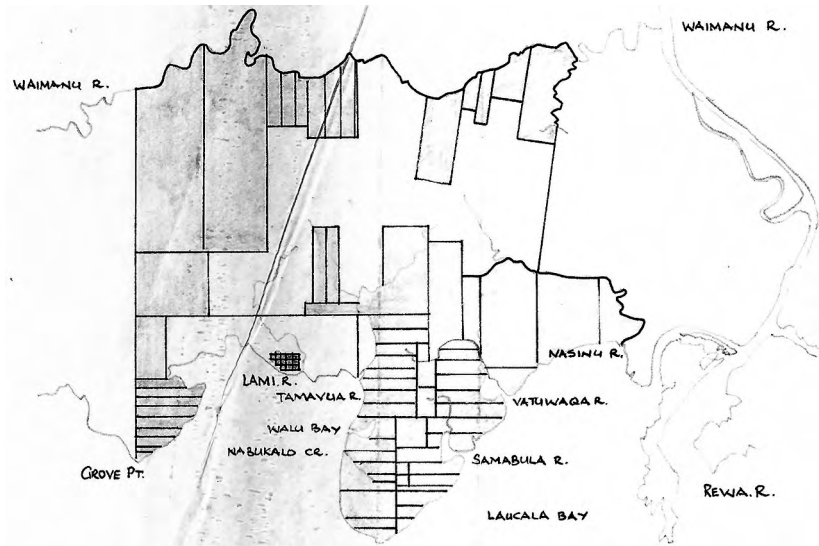 WAIMANU R.
WAIMANU R.
NASINU R.
LAMI. R.
TAMAVUA R.
VATUWAQA R.
WALU BAY
NABUKALO CR.
SAMABULA R.
GROVE PT.
REWA. R.
LAUCALA BAY